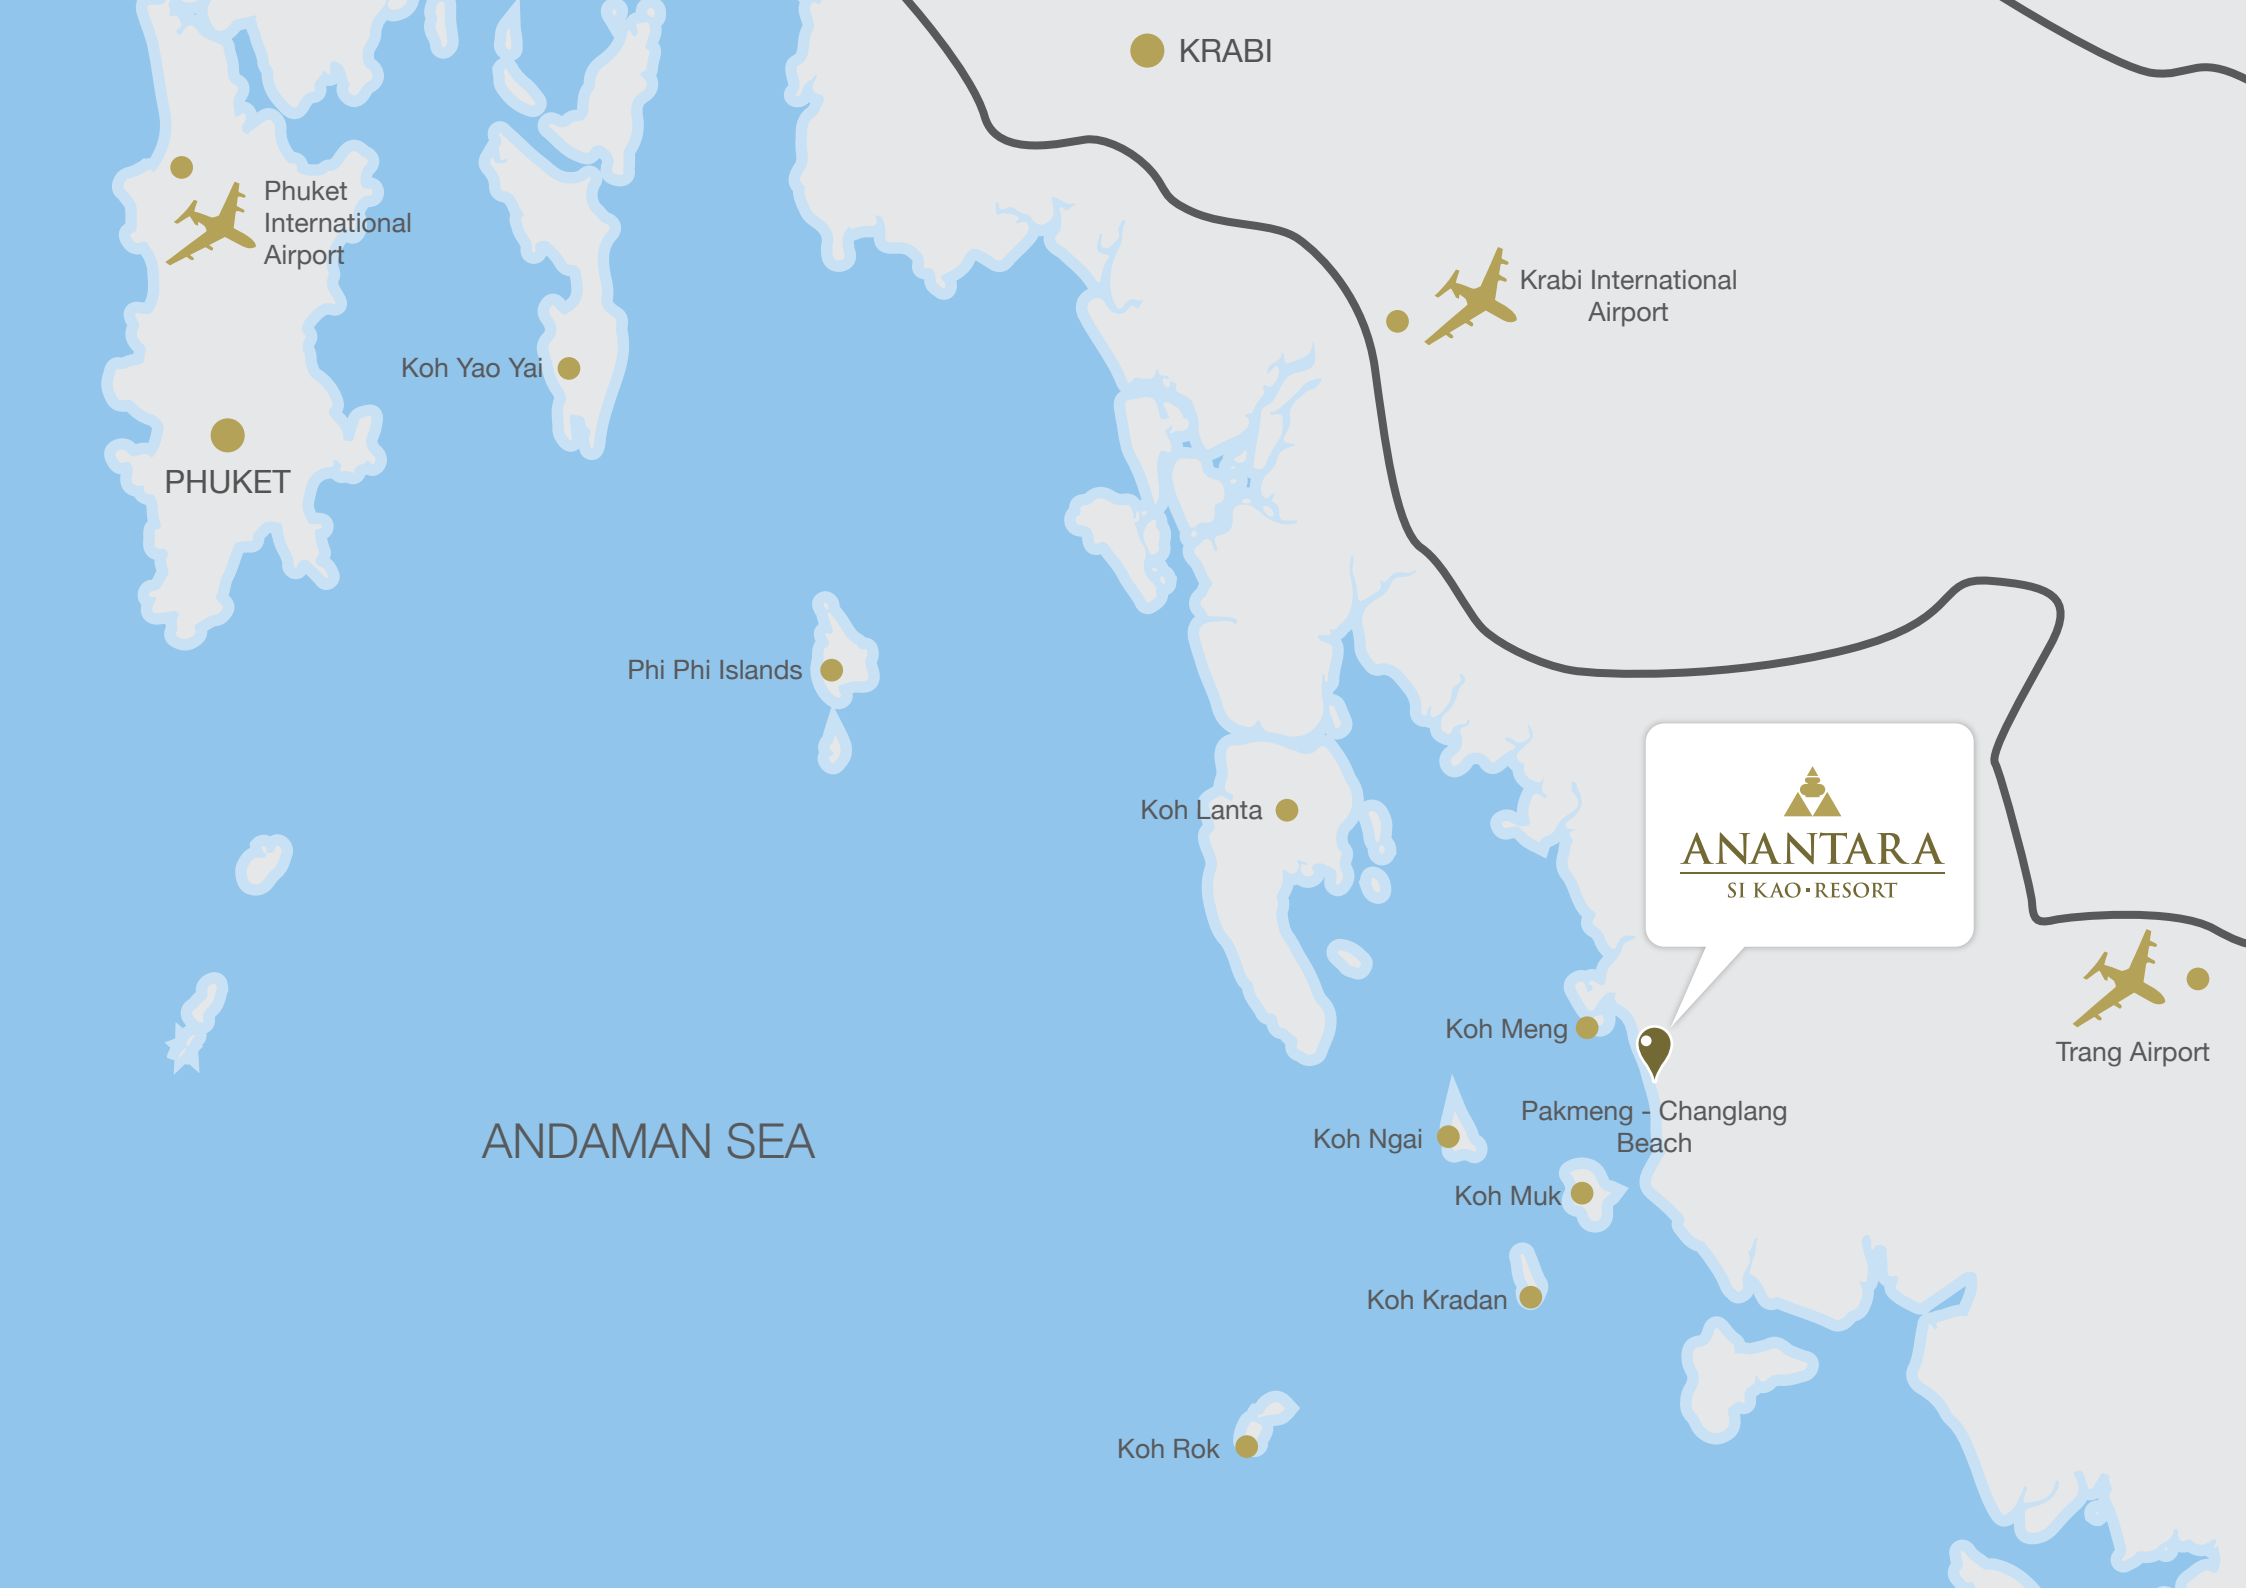 KRABI
Phuket
International
Airport
Krabi International
Airport
Koh Yao Yai
PHUKET
Phi Phi Islands
Koh Lanta
ANANTARA
SI KAO • RESORT
Koh Meng
Trang Airport
Pakmeng - Changlang
Beach
Koh Ngai
ANDAMAN SEA
Koh Muk
Koh Kradan
Koh Rok